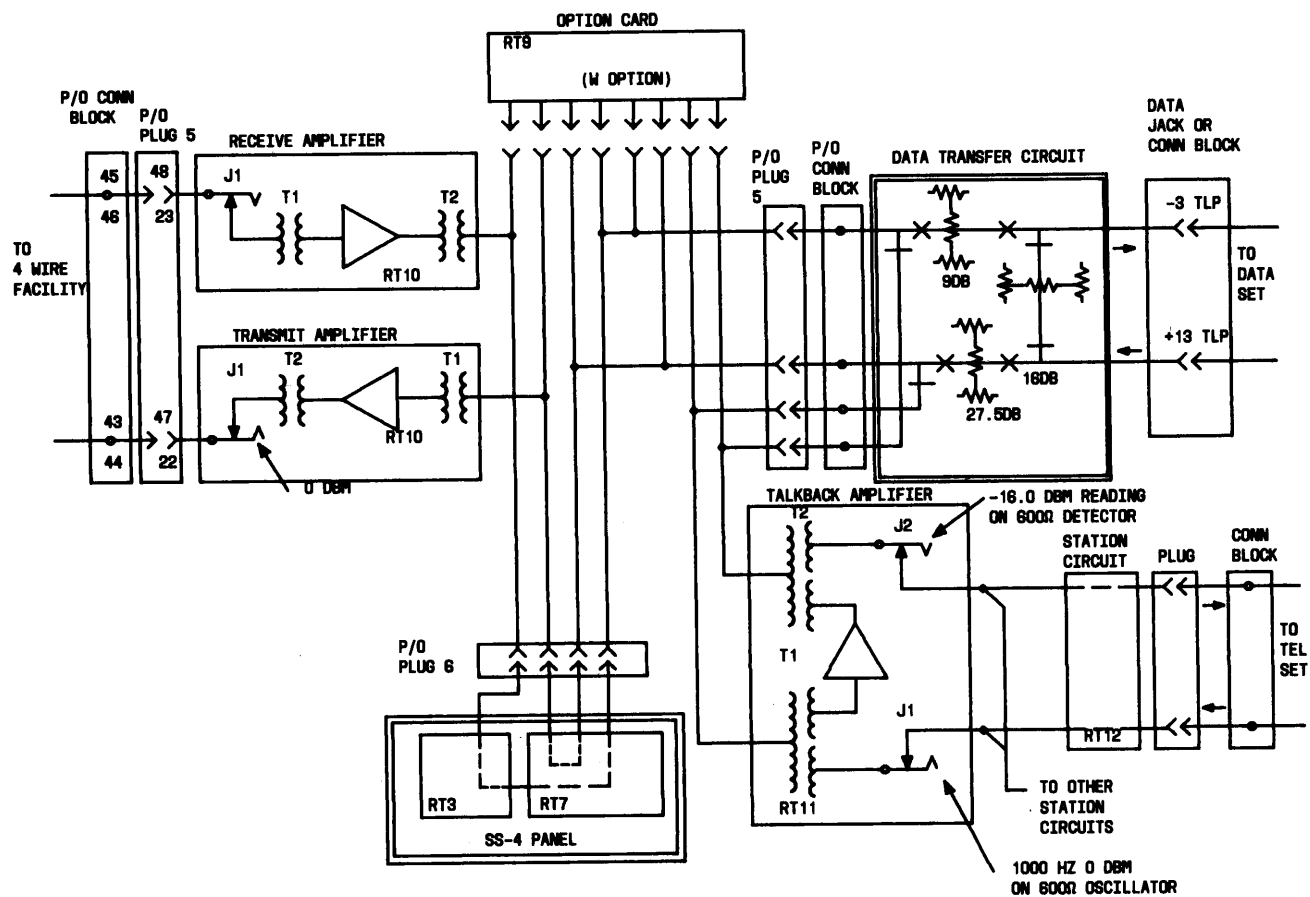 OPTION CARD
RT9
(W OPTION)
P/O CONN
BLOCK
P/O
PLUG 5
RECEIVE AMPLIFIER
45
46
48
23
J1
T1
T2
RT10
TO
4 WIRE
FACILITY
TRANSMIT AMPLIFIER
J1
T2
T1
RT10
43
44
47
22
0 DBM
P/O
PLUG
5
P/O
CONN
BLOCK
DATA TRANSFER CIRCUIT
9DB
16DB
27.5DB
DATA
JACK OR
CONN BLOCK
-3 TLP
TO
DATA
SET
+13 TLP
TALKBACK AMPLIFIER
T2
J2
-16.0 DBM READING
ON 600Ω DETECTOR
STATION
CIRCUIT
PLUG
CONN
BLOCK
T1
J1
RT11
RT12
TO
TEL
SET
TO OTHER
STATION
CIRCUITS
1000 HZ 0 DBM
ON 600Ω OSCILLATOR
P/O
PLUG 6
RT3
RT7
SS-4 PANEL